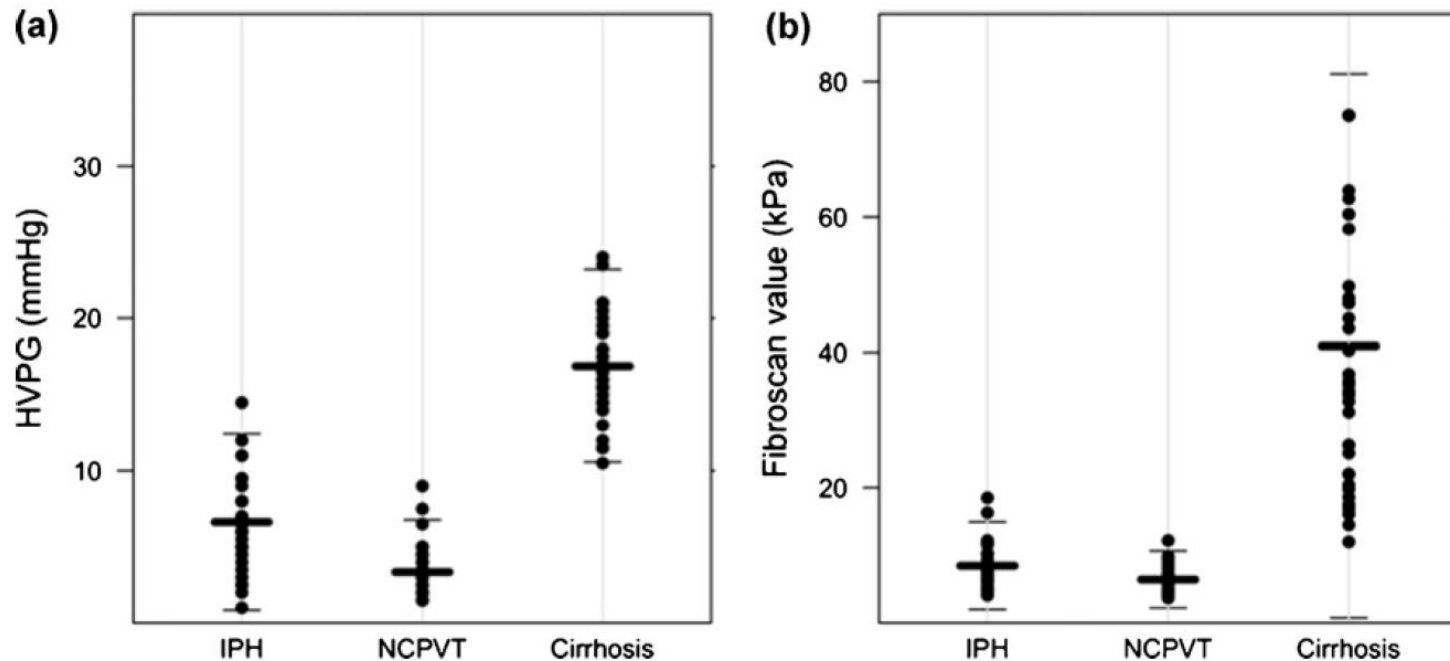 (a)
HVPG (mmHg)
30
20
10
IPH NCPVT Cirrhosis
(b)
Fibroscan value (kPa)
80
60
40
20
IPH NCPVT Cirrhosis